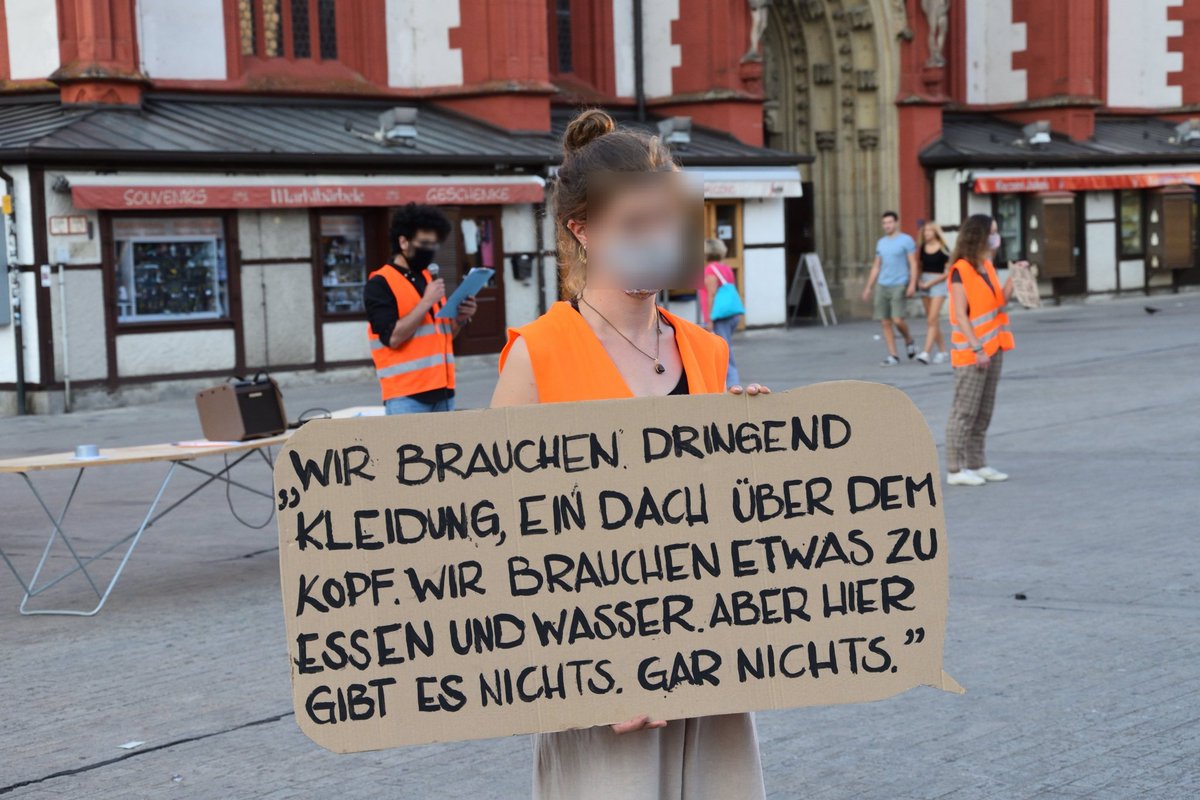 SOUVENIRS Marktstüberle GESCHENKE
„WIR BRAUCHEN DRINGEND
KLEIDUNG, EIN DACH ÜBER DEM
KOPF. WIR BRAUCHEN ETWAS ZU
ESSEN UND WASSER. ABER HIER
GIBT ES NICHTS. GAR NICHTS.”